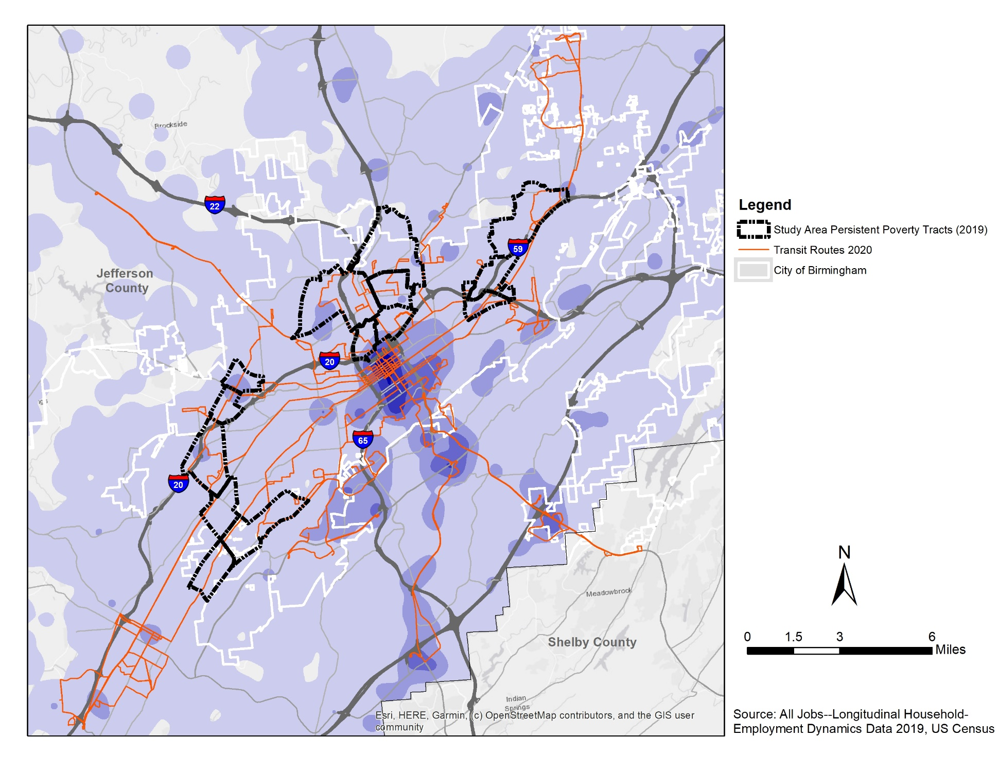 Brookside
22
59
Jefferson
County
20
65
20
Meadowbrook
Shelby County
Indian
Springs
Esri, HERE, Garmin, (c) OpenStreetMap contributors, and the GIS user
community
Legend
Study Area Persistent Poverty Tracts (2019)
Transit Routes 2020
City of Birmingham
N
0 1.5 3 6
Miles
Source: All Jobs--Longitudinal Household-
Employment Dynamics Data 2019, US Census